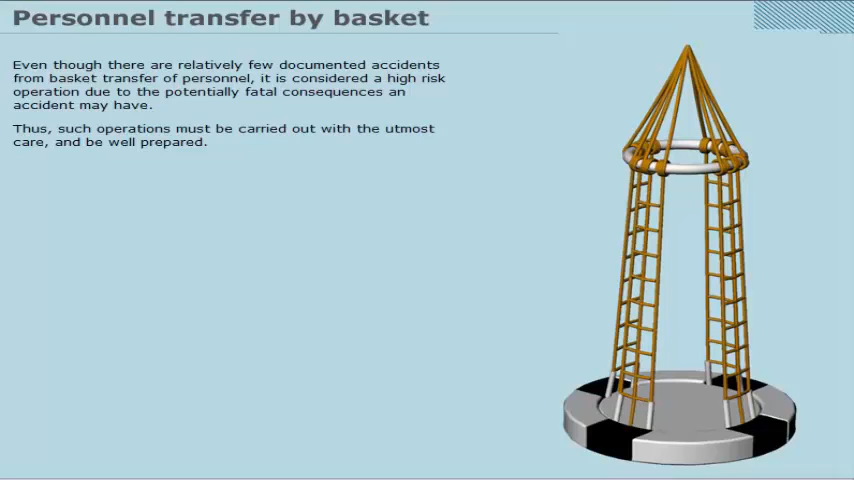 Personnel transfer by basket
Even though there are relatively few documented accidents
from basket transfer of personnel, it is considered a high risk
operation due to the potentially fatal consequences an
accident may have.
Thus, such operations must be carried out with the utmost
care, and be well prepared.